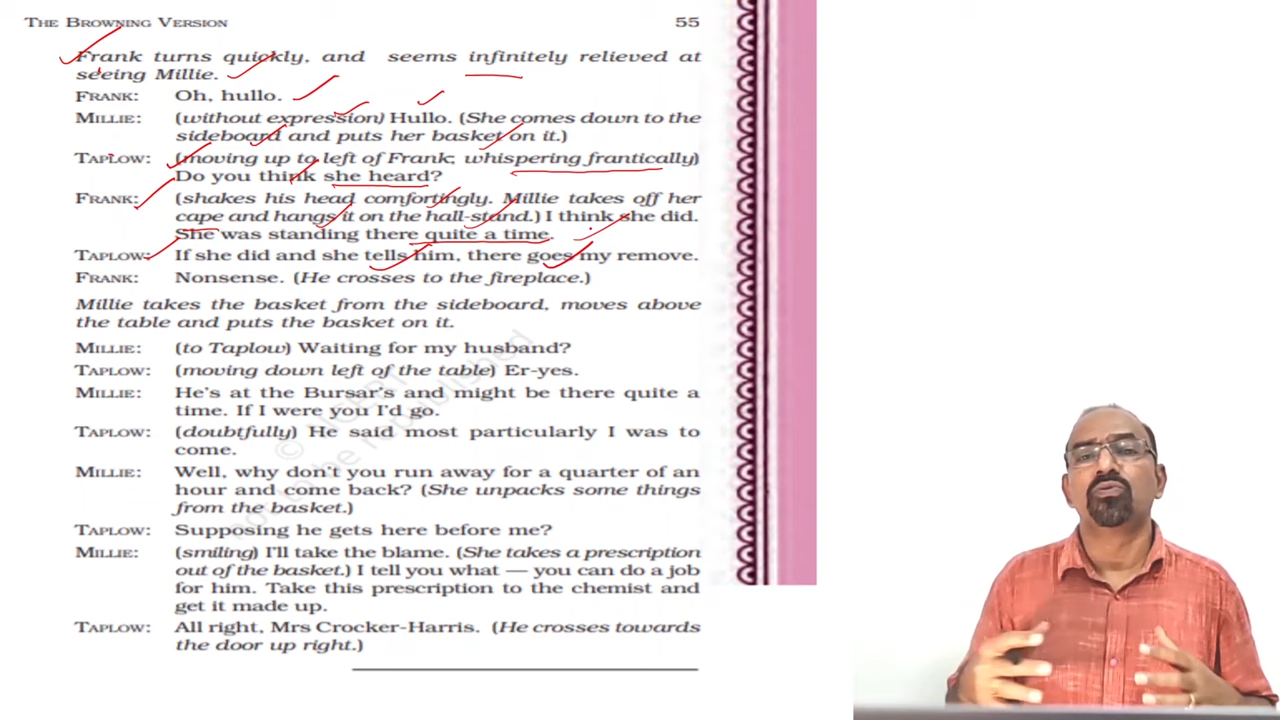 THE BROWNING VERSION 55
Frank turns quickly, and seems infinitely relieved at
seeing Millie.
FRANK: Oh, hullo.
MILLIE: (without expression) Hullo. (She comes down to the
sideboard and puts her basket on it.)
TAPLOW: (moving up to left of Frank; whispering frantically)
Do you think she heard?
FRANK: (shakes his head comfortingly. Millie takes off her
cape and hangs it on the hall-stand.) I think she did.
She was standing there quite a time.
TAPLOW: If she did and she tells him, there goes my remove.
FRANK: Nonsense. (He crosses to the fireplace.)
Millie takes the basket from the sideboard, moves above
the table and puts the basket on it.
MILLIE: (to Taplow) Waiting for my husband?
TAPLOW: (moving down left of the table) Er-yes.
MILLIE: He's at the Bursar's and might be there quite a
time. If I were you I'd go.
TAPLOW: (doubtfully) He said most particularly I was to
come.
MILLIE: Well, why don't you run away for a quarter of an
hour and come back? (She unpacks some things
from the basket.)
TAPLOW: Supposing he gets here before me?
MILLIE: (smiling) I'll take the blame. (She takes a prescription
out of the basket.) I tell you what — you can do a job
for him. Take this prescription to the chemist and
get it made up.
TAPLOW: All right, Mrs Crocker-Harris. (He crosses towards
the door up right.)
© NCERT
not to be republished